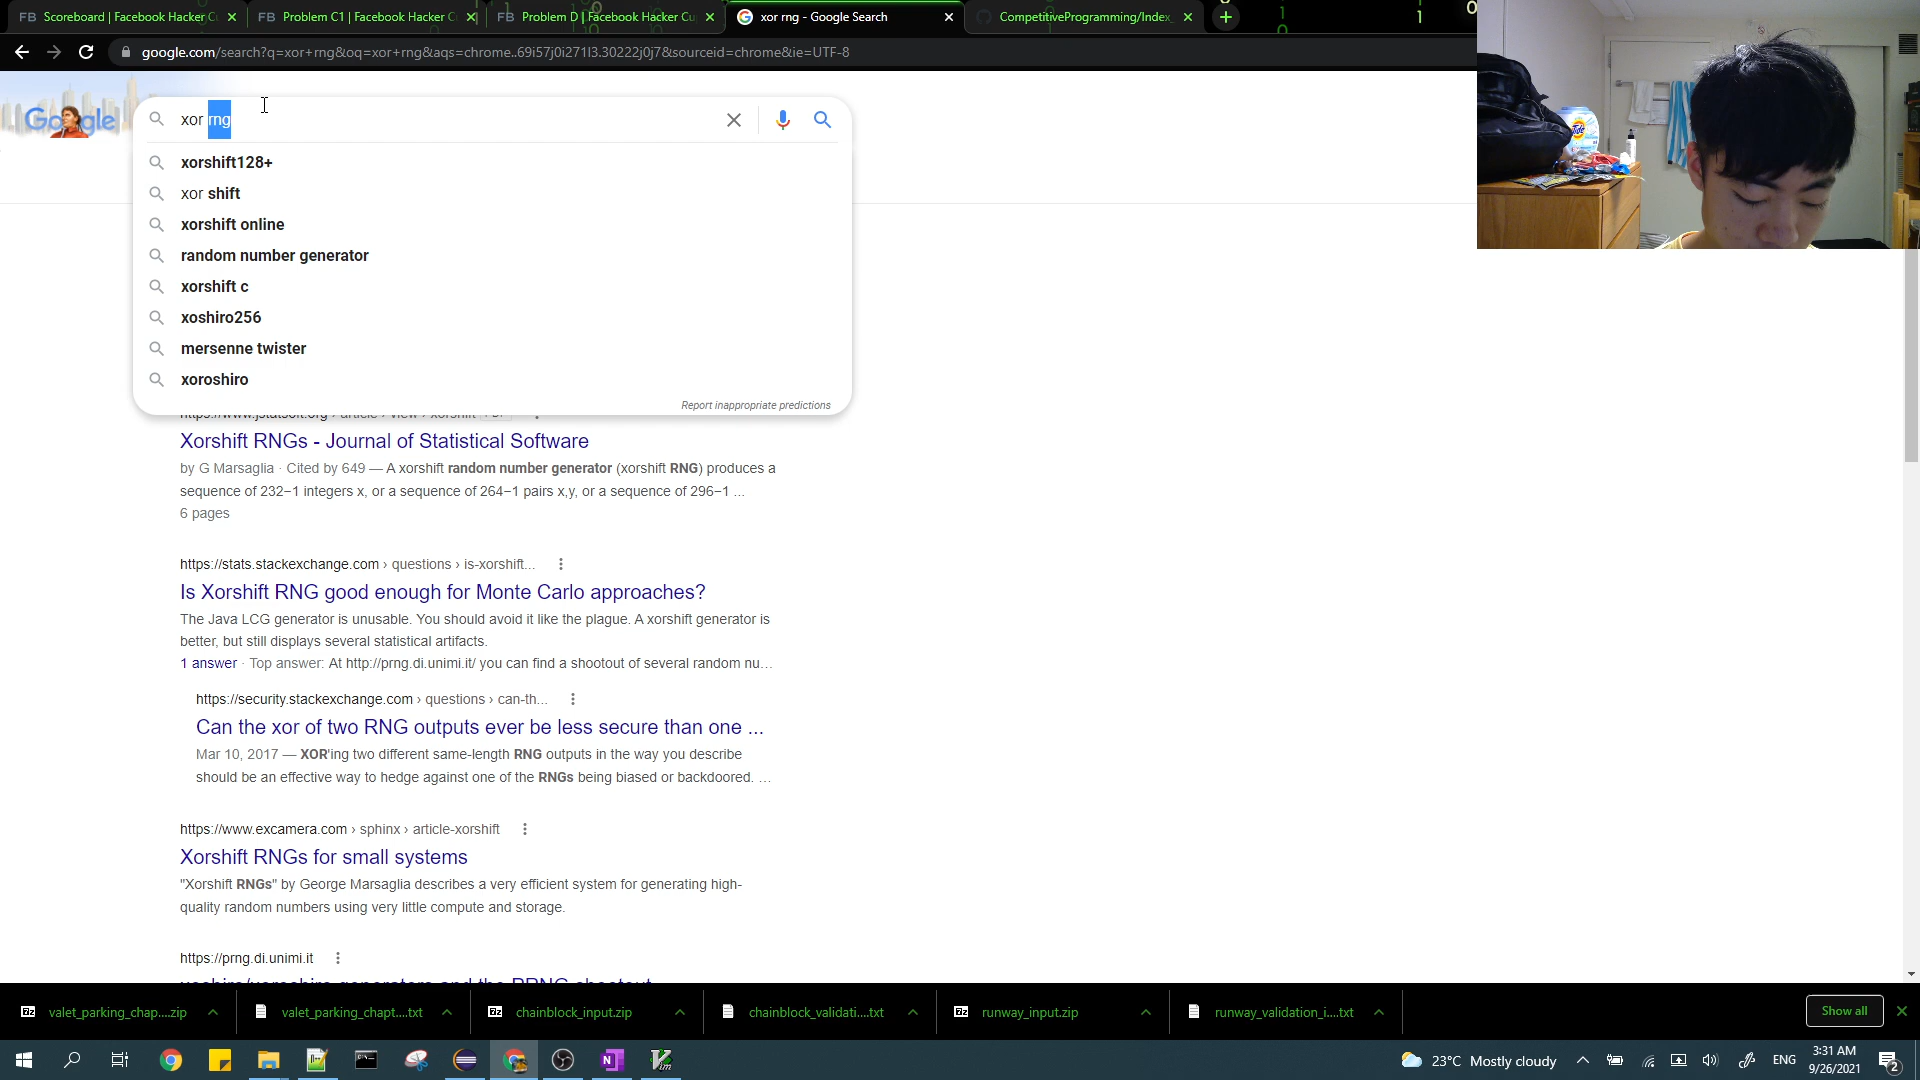 FB Scoreboard | Facebook Hacker C
FB Problem C1 | Facebook Hacker C
FB Problem D | Facebook Hacker Cu
xor rng - Google Search
CompetitiveProgramming/Index
google.com/search?q=xor+rng&oq=xor+rng&aqs=chrome..69i57j0i271l3.30222j0j7&sourceid=chrome&ie=UTF-8
Google
xor rng
xorshift128+
xor shift
xorshift online
random number generator
xorshift c
xoshiro256
mersenne twister
xoroshiro
Report inappropriate predictions
Xorshift RNGs - Journal of Statistical Software
by G Marsaglia · Cited by 649 — A xorshift random number generator (xorshift RNG) produces a
sequence of 232−1 integers x, or a sequence of 264−1 pairs x,y, or a sequence of 296−1 ...
6 pages
https://stats.stackexchange.com › questions › is-xorshift...
Is Xorshift RNG good enough for Monte Carlo approaches?
The Java LCG generator is unusable. You should avoid it like the plague. A xorshift generator is
better, but still displays several statistical artifacts.
1 answer · Top answer: At http://prng.di.unimi.it/ you can find a shootout of several random nu...
https://security.stackexchange.com › questions › can-th...
Can the xor of two RNG outputs ever be less secure than one ...
Mar 10, 2017 — XOR'ing two different same-length RNG outputs in the way you describe
should be an effective way to hedge against one of the RNGs being biased or backdoored. ...
https://www.excamera.com › sphinx › article-xorshift
Xorshift RNGs for small systems
"Xorshift RNGs" by George Marsaglia describes a very efficient system for generating high-
quality random numbers using very little compute and storage.
https://prng.di.unimi.it
Tide
valet_parking_chap....zip
valet_parking_chapt....txt
chainblock_input.zip
chainblock_validati....txt
runway_input.zip
runway_validation_i....txt
Show all
23°C Mostly cloudy
ENG
3:31 AM
9/26/2021
2